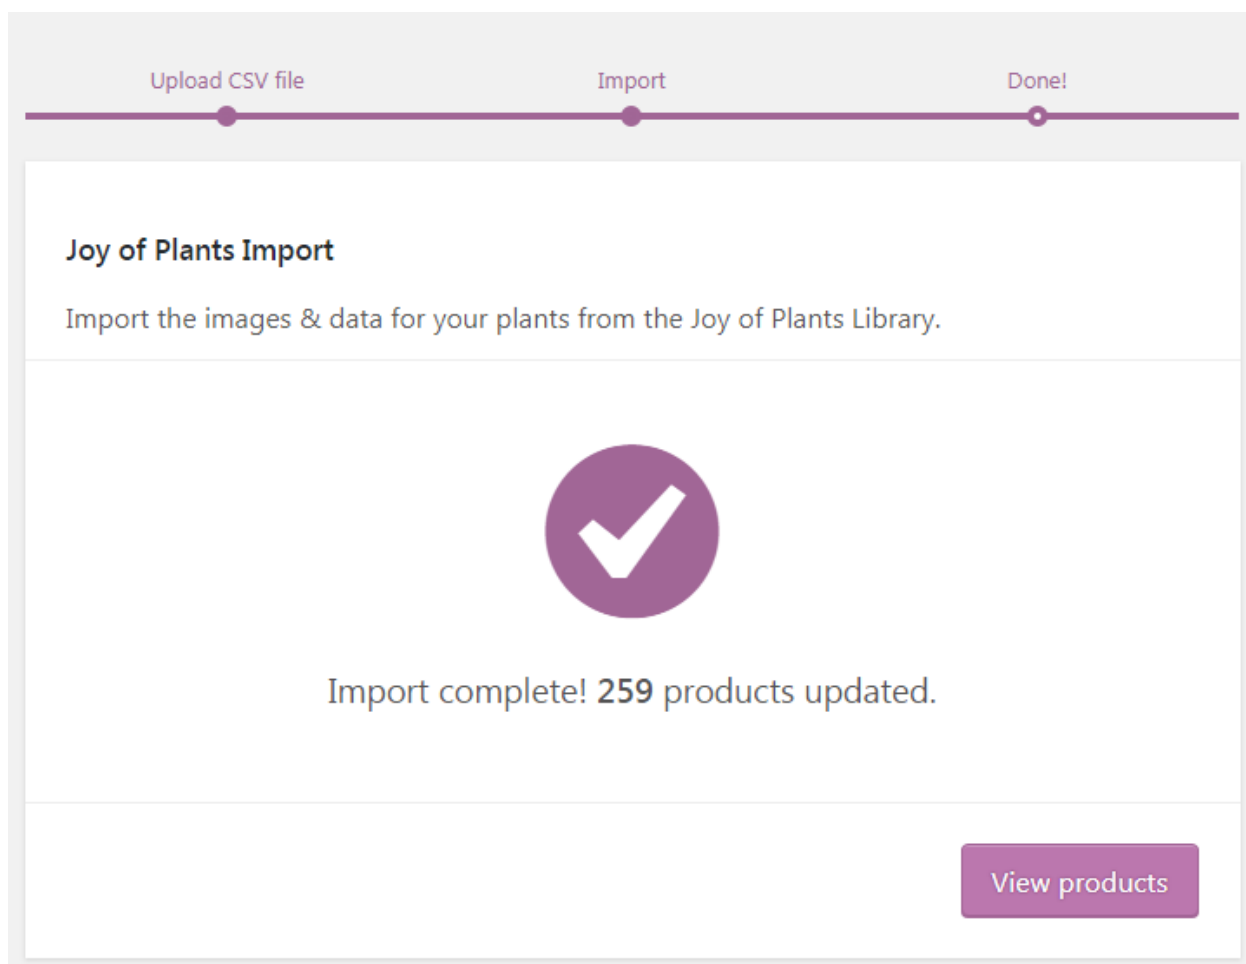 Upload CSV file
Import
Done!
Joy of Plants Import
Import the images & data for your plants from the Joy of Plants Library.
Import complete! 259 products updated.
View products